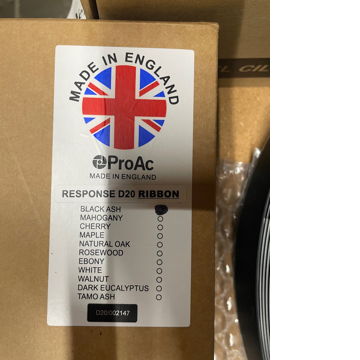 MADE IN ENGLAND
ProAc
MADE IN ENGLAND
RESPONSE D20 RIBBON
BLACK ASH
MAHOGANY
CHERRY
MAPLE
NATURAL OAK
ROSEWOOD
EBONY
WHITE
WALNUT
DARK EUCALYPTUS
TAMO ASH
D20/002147